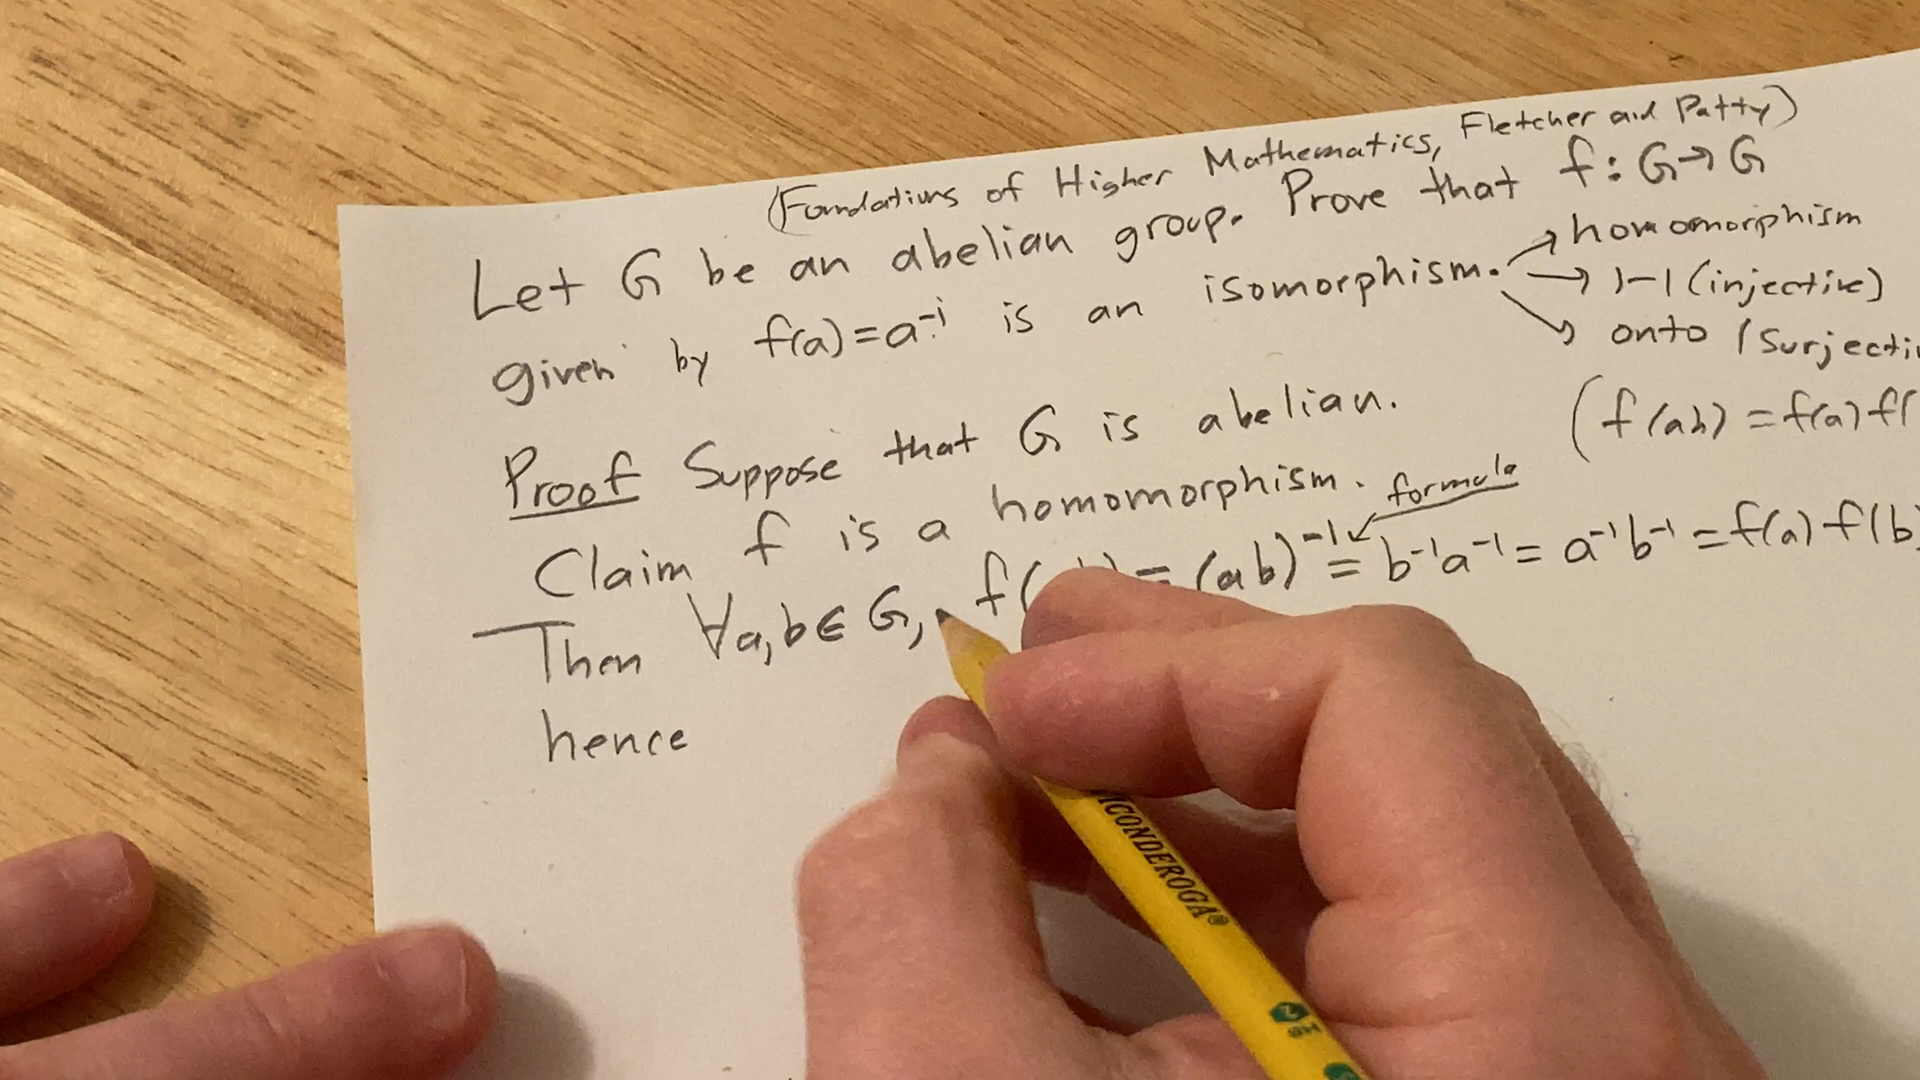 (Foundations of Higher Mathematics, Fletcher and Patty)
Let G be an abelian group. Prove that f: G→G
given by f(a)=a⁻¹ is an isomorphism.
→ homomorphism
→ 1-1 (injective)
→ onto (Surjecti
Proof Suppose that G is abelian.
(f(ab) = f(a)f(
Claim f is a homomorphism.
formula
Then ∀a,b∈G, f( = (ab)⁻¹ = b⁻¹a⁻¹ = a⁻¹b⁻¹ = f(a)f(b)
hence
TICONDEROGA®
2
HB